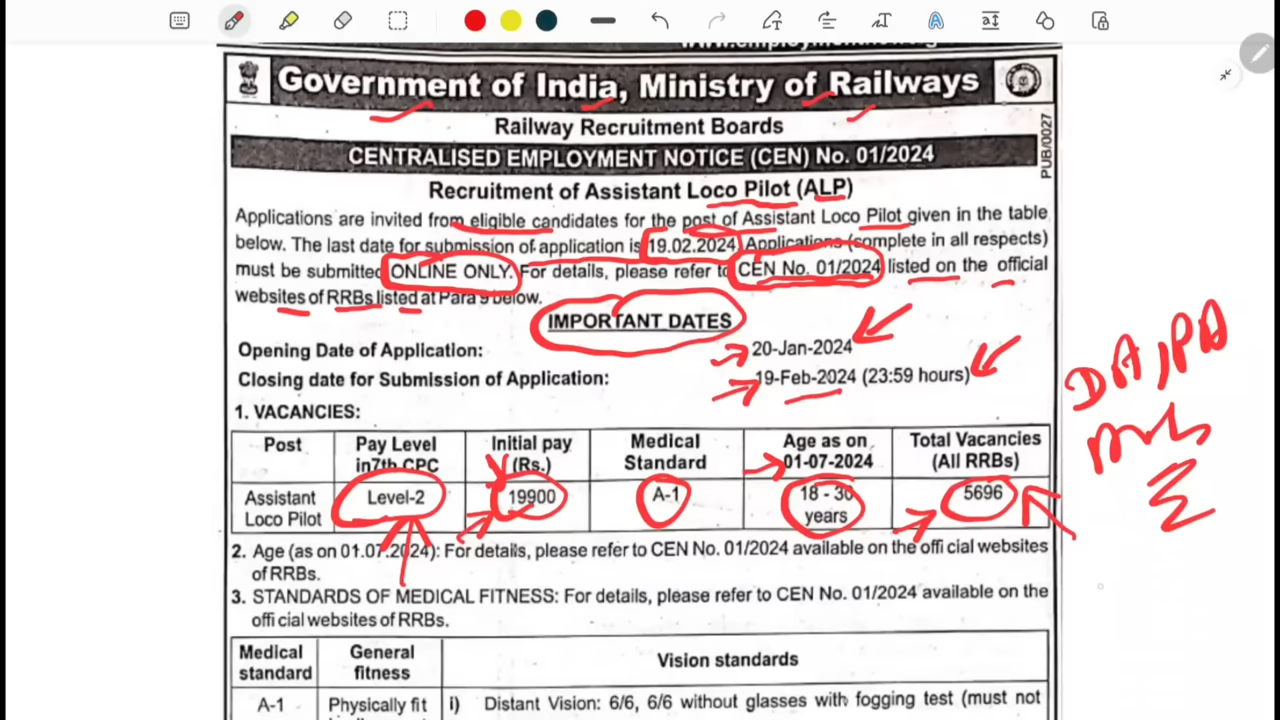 Government of India, Ministry of Railways
Railway Recruitment Boards
PUB/0027
CENTRALISED EMPLOYMENT NOTICE (CEN) No. 01/2024
Recruitment of Assistant Loco Pilot (ALP)
Applications are invited from eligible candidates for the post of Assistant Loco Pilot given in the table
below. The last date for submission of application is 19.02.2024. Applications (complete in all respects)
must be submitted ONLINE ONLY. For details, please refer to CEN No. 01/2024 listed on the official
websites of RRBs listed at Para 9 below.
IMPORTANT DATES
Opening Date of Application: 20-Jan-2024
Closing date for Submission of Application: 19-Feb-2024 (23:59 hours)
DA,
1. VACANCIES:
Post Pay Level Initial pay Medical Age as on Total Vacancies
in7th CPC (Rs.) Standard 01-07-2024 (All RRBs)
Assistant Level-2 19900 A-1 18 - 30 5696
Loco Pilot years
2. Age (as on 01.07.2024): For details, please refer to CEN No. 01/2024 available on the offi cial websites
of RRBs.
3. STANDARDS OF MEDICAL FITNESS: For details, please refer to CEN No. 01/2024 available on the
offi cial websites of RRBs.
Medical General Vision standards
standard fitness
A-1 Physically fit i) Distant Vision: 6/6, 6/6 without glasses with fogging test (must not